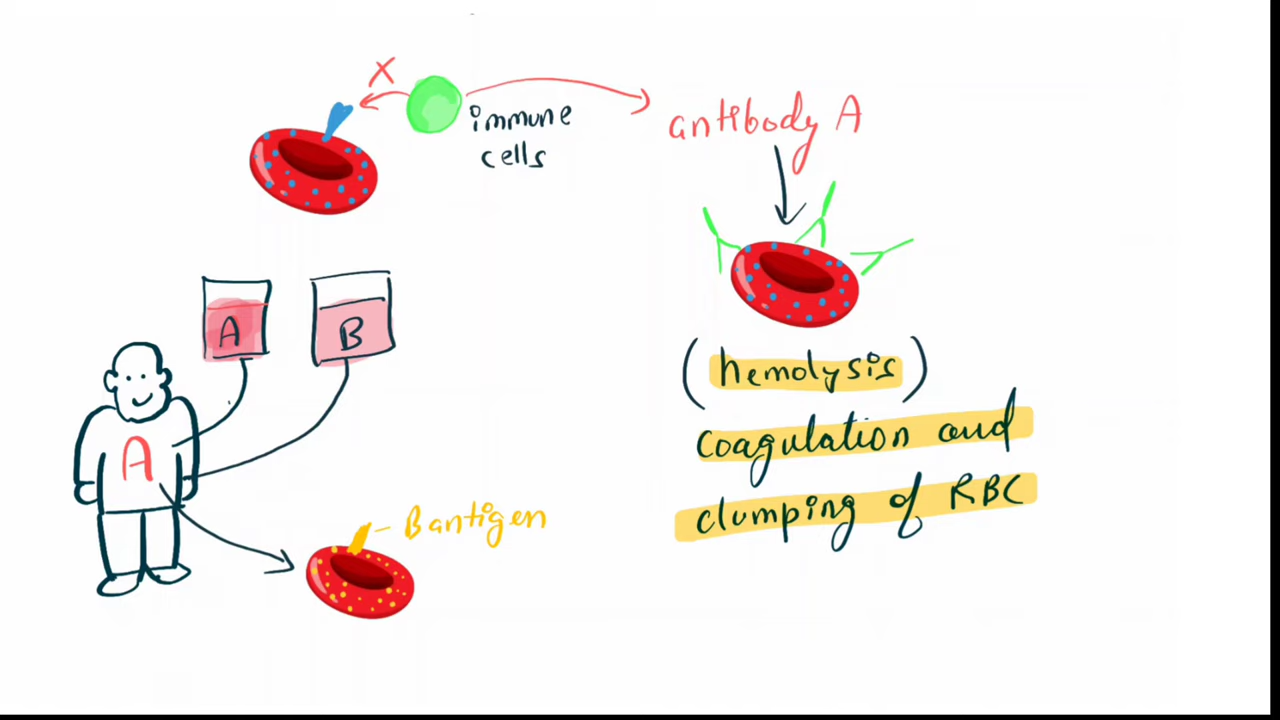 X
immune
cells
antibody A
A
B
A
(hemolysis)
coagulation and
clumping of RBC
- B antigen